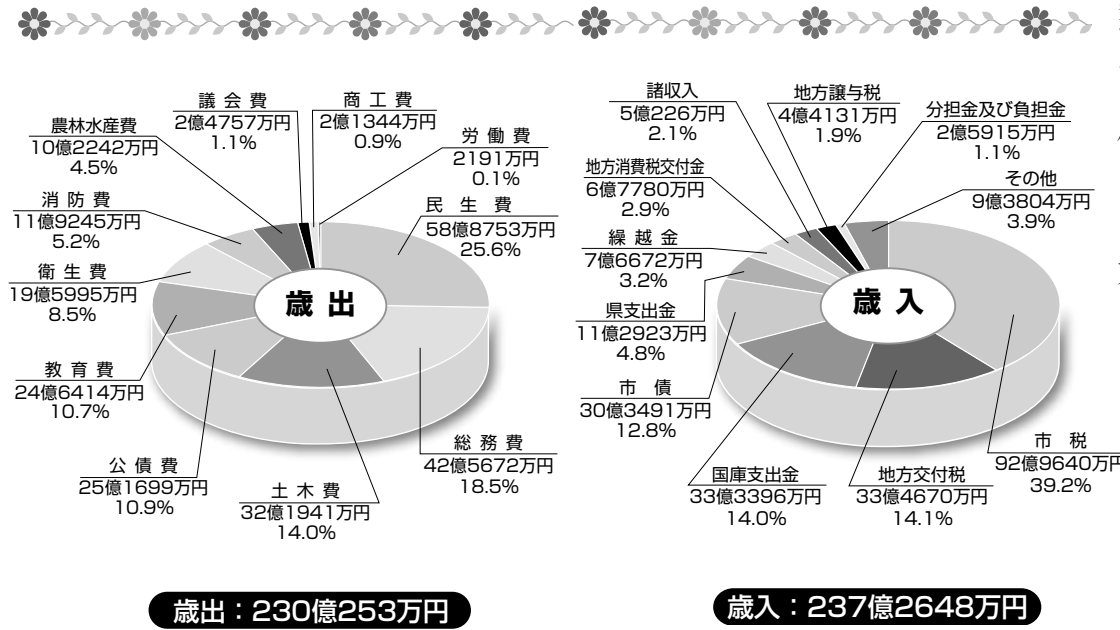 議会費
2億4757万円
1.1%
商工費
2億1344万円
0.9%
農林水産費
10億2242万円
4.5%
労働費
2191万円
0.1%
消防費
11億9245万円
5.2%
民生費
58億8753万円
25.6%
衛生費
19億5995万円
8.5%
歳出
教育費
24億6414万円
10.7%
総務費
42億5672万円
18.5%
公債費
25億1699万円
10.9%
土木費
32億1941万円
14.0%
歳出：230億253万円
諸収入
5億226万円
2.1%
地方譲与税
4億4131万円
1.9%
分担金及び負担金
2億5915万円
1.1%
地方消費税交付金
6億7780万円
2.9%
その他
9億3804万円
3.9%
繰越金
7億6672万円
3.2%
歳入
県支出金
11億2923万円
4.8%
市債
30億3491万円
12.8%
市税
92億9640万円
39.2%
国庫支出金
33億3396万円
14.0%
地方交付税
33億4670万円
14.1%
歳入：237億2648万円